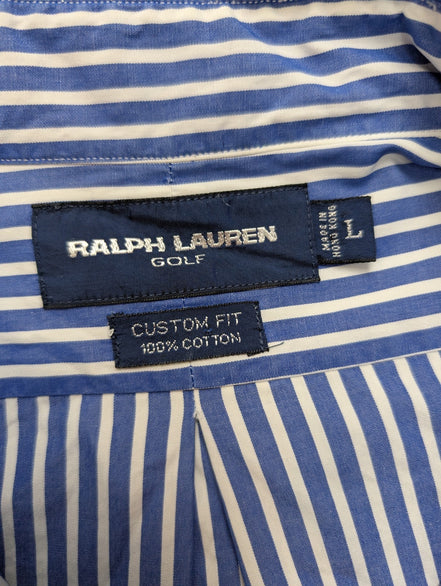 RALPH LAUREN
GOLF
MADE IN
HONG KONG
L
CUSTOM FIT
100% COTTON